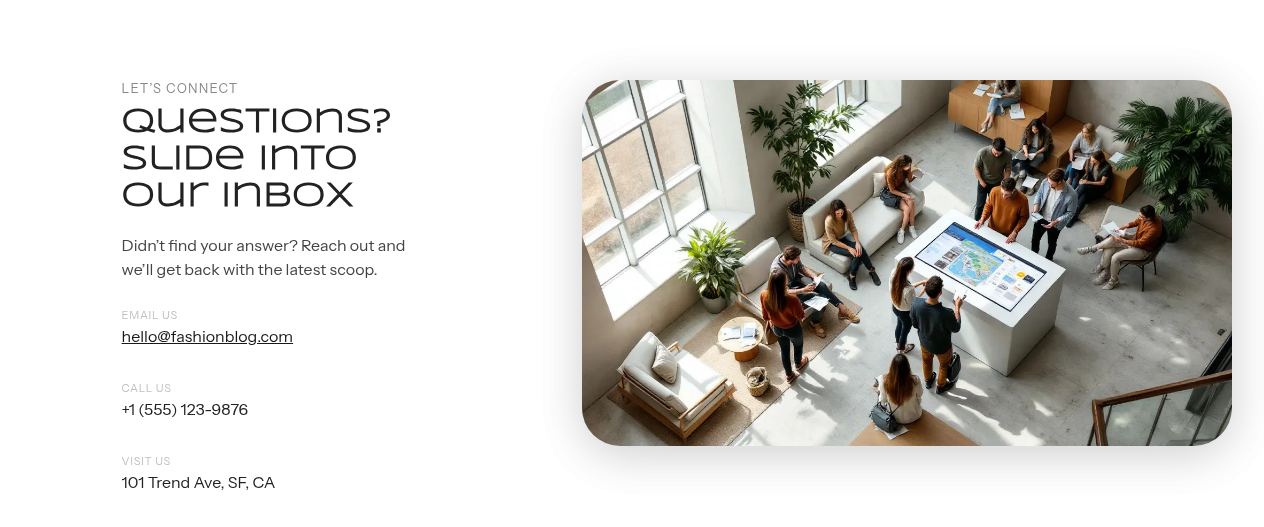 LET'S CONNECT
QUESTIONS?
SLIDE INTO
OUR INBOX
Didn't find your answer? Reach out and
we'll get back with the latest scoop.
EMAIL US
hello@fashionblog.com
CALL US
+1 (555) 123-9876
VISIT US
101 Trend Ave, SF, CA